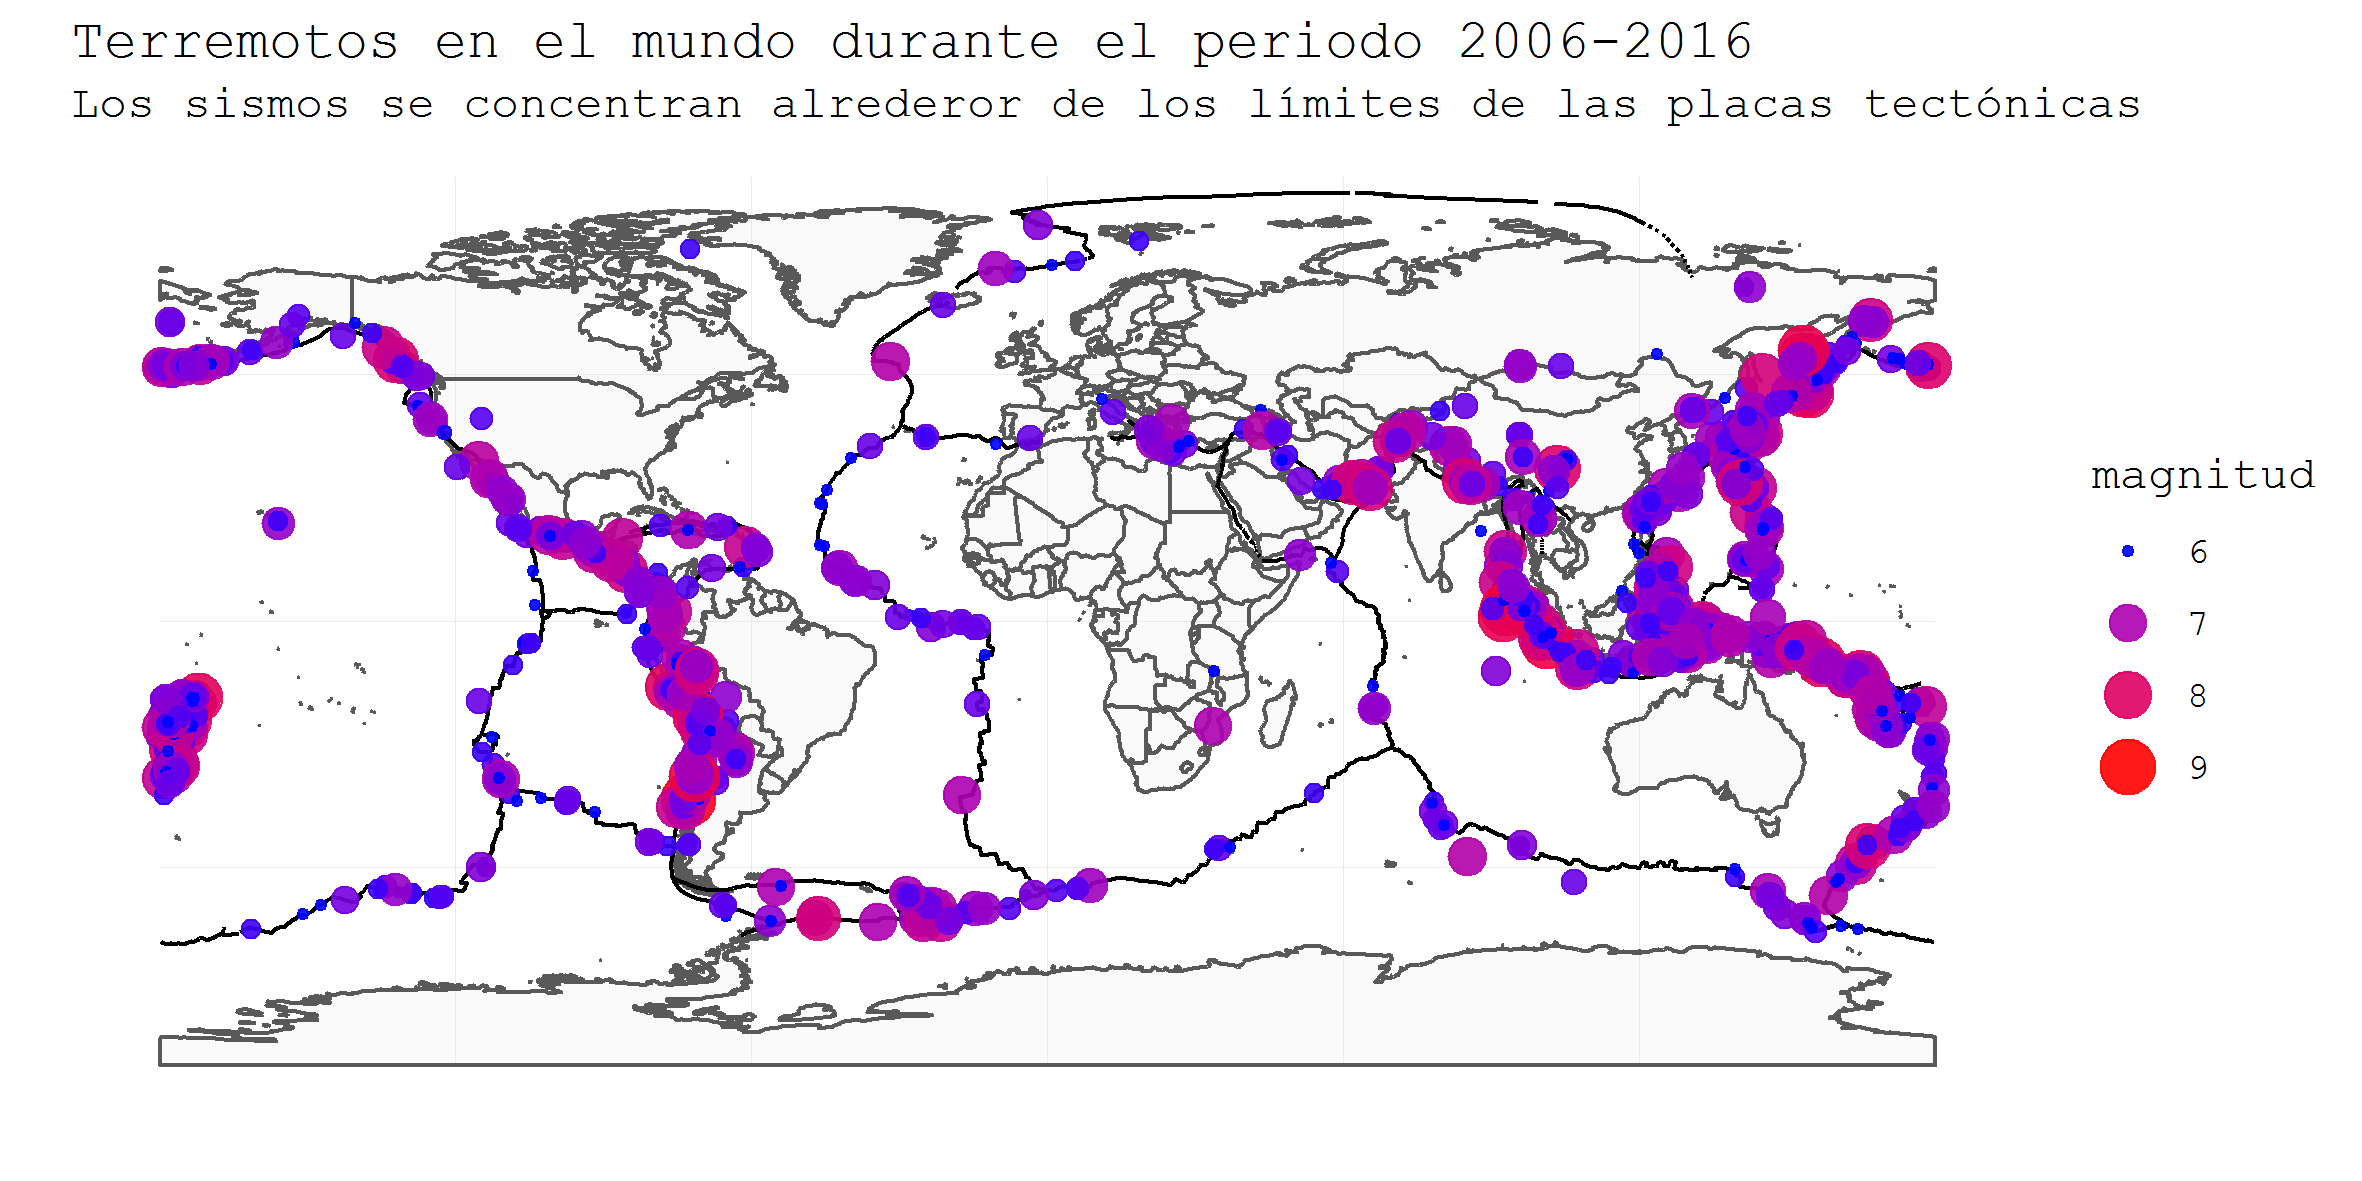 Terremotos en el mundo durante el periodo 2006-2016
Los sismos se concentran alrederor de los límites de las placas tectónicas
magnitud
6
7
8
9